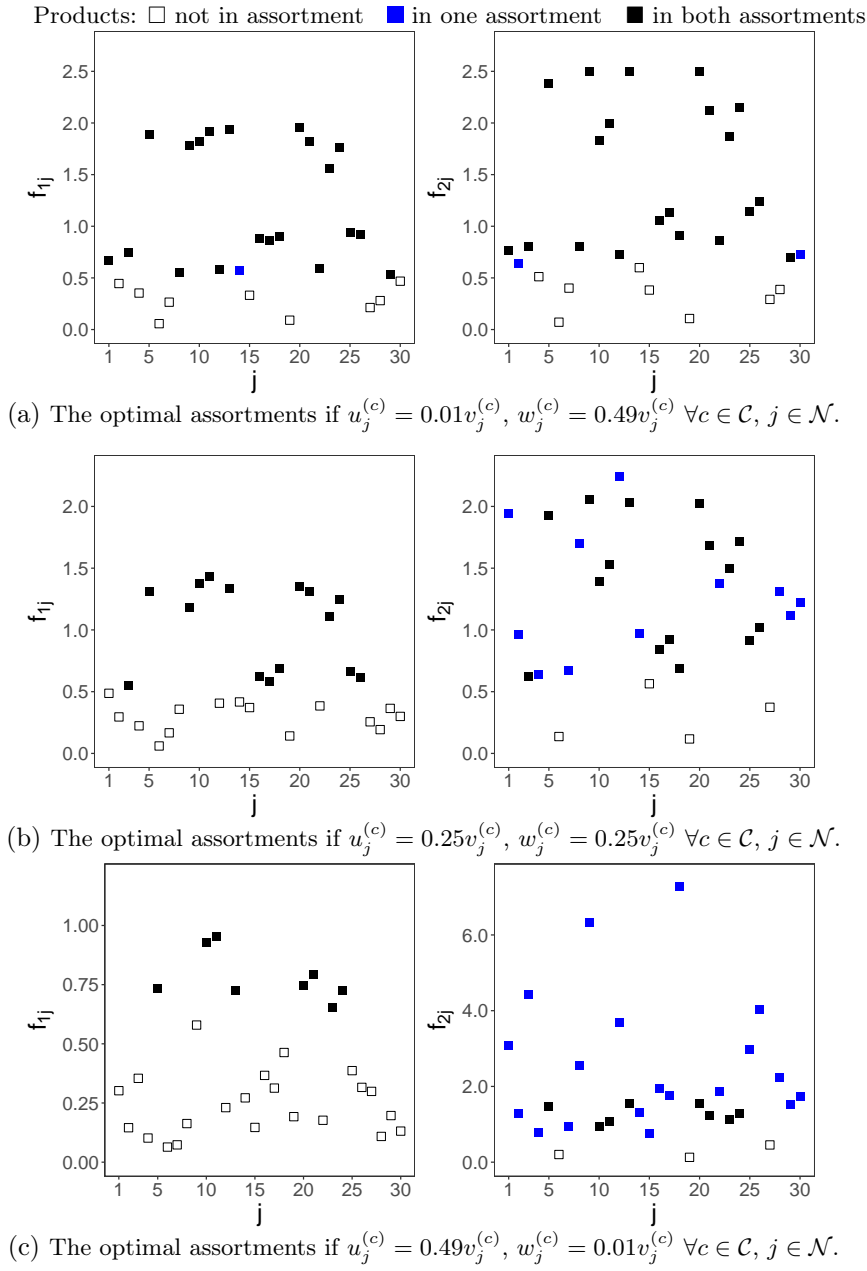 Products: □ not in assortment ■ in one assortment ■ in both assortments
2.5
2.0
1.5
1.0
0.5
0.0
f1j
1 5 10 15 20 25 30
j
2.5
2.0
1.5
1.0
0.5
0.0
f2j
1 5 10 15 20 25 30
j
(a) The optimal assortments if $u_j^{(c)} = 0.01v_j^{(c)}$, $w_j^{(c)} = 0.49v_j^{(c)}$ ∀c ∈ $\mathcal{C}$, j ∈ $\mathcal{N}$.
2.0
1.5
1.0
0.5
0.0
f1j
1 5 10 15 20 25 30
j
2.0
1.5
1.0
0.5
0.0
f2j
1 5 10 15 20 25 30
j
(b) The optimal assortments if $u_j^{(c)} = 0.25v_j^{(c)}$, $w_j^{(c)} = 0.25v_j^{(c)}$ ∀c ∈ $\mathcal{C}$, j ∈ $\mathcal{N}$.
1.00
0.75
0.50
0.25
0.00
f1j
1 5 10 15 20 25 30
j
6.0
4.0
2.0
0.0
f2j
1 5 10 15 20 25 30
j
(c) The optimal assortments if $u_j^{(c)} = 0.49v_j^{(c)}$, $w_j^{(c)} = 0.01v_j^{(c)}$ ∀c ∈ $\mathcal{C}$, j ∈ $\mathcal{N}$.